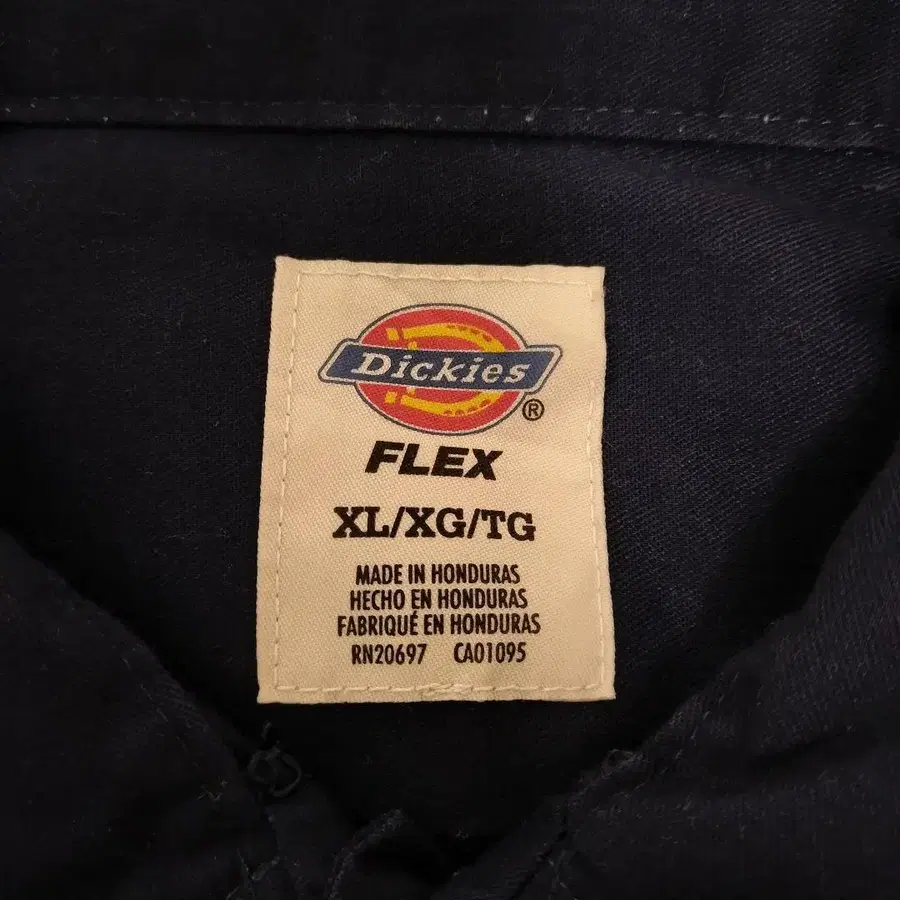 Dickies
®
FLEX
XL/XG/TG
MADE IN HONDURAS
HECHO EN HONDURAS
FABRIQUÉ EN HONDURAS
RN20697 CA01095